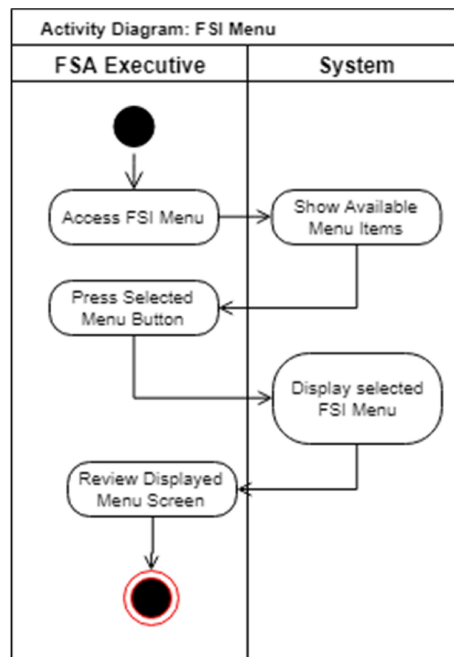 Activity Diagram: FSI Menu
FSA Executive
System
Access FSI Menu
Show Available
Menu Items
Press Selected
Menu Button
Display selected
FSI Menu
Review Displayed
Menu Screen